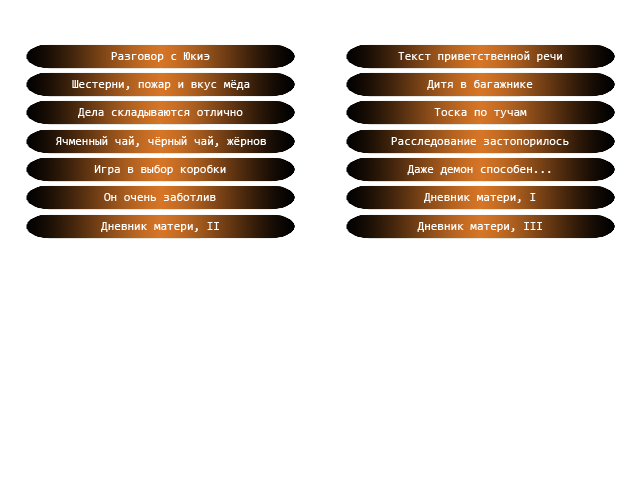 Разговор с Юкиэ
Текст приветственной речи
Шестерни, пожар и вкус мёда
Дитя в багажнике
Дела складываются отлично
Тоска по тучам
Ячменный чай, чёрный чай, жёрнов
Расследование застопорилось
Игра в выбор коробки
Даже демон способен...
Он очень заботлив
Дневник матери, I
Дневник матери, II
Дневник матери, III